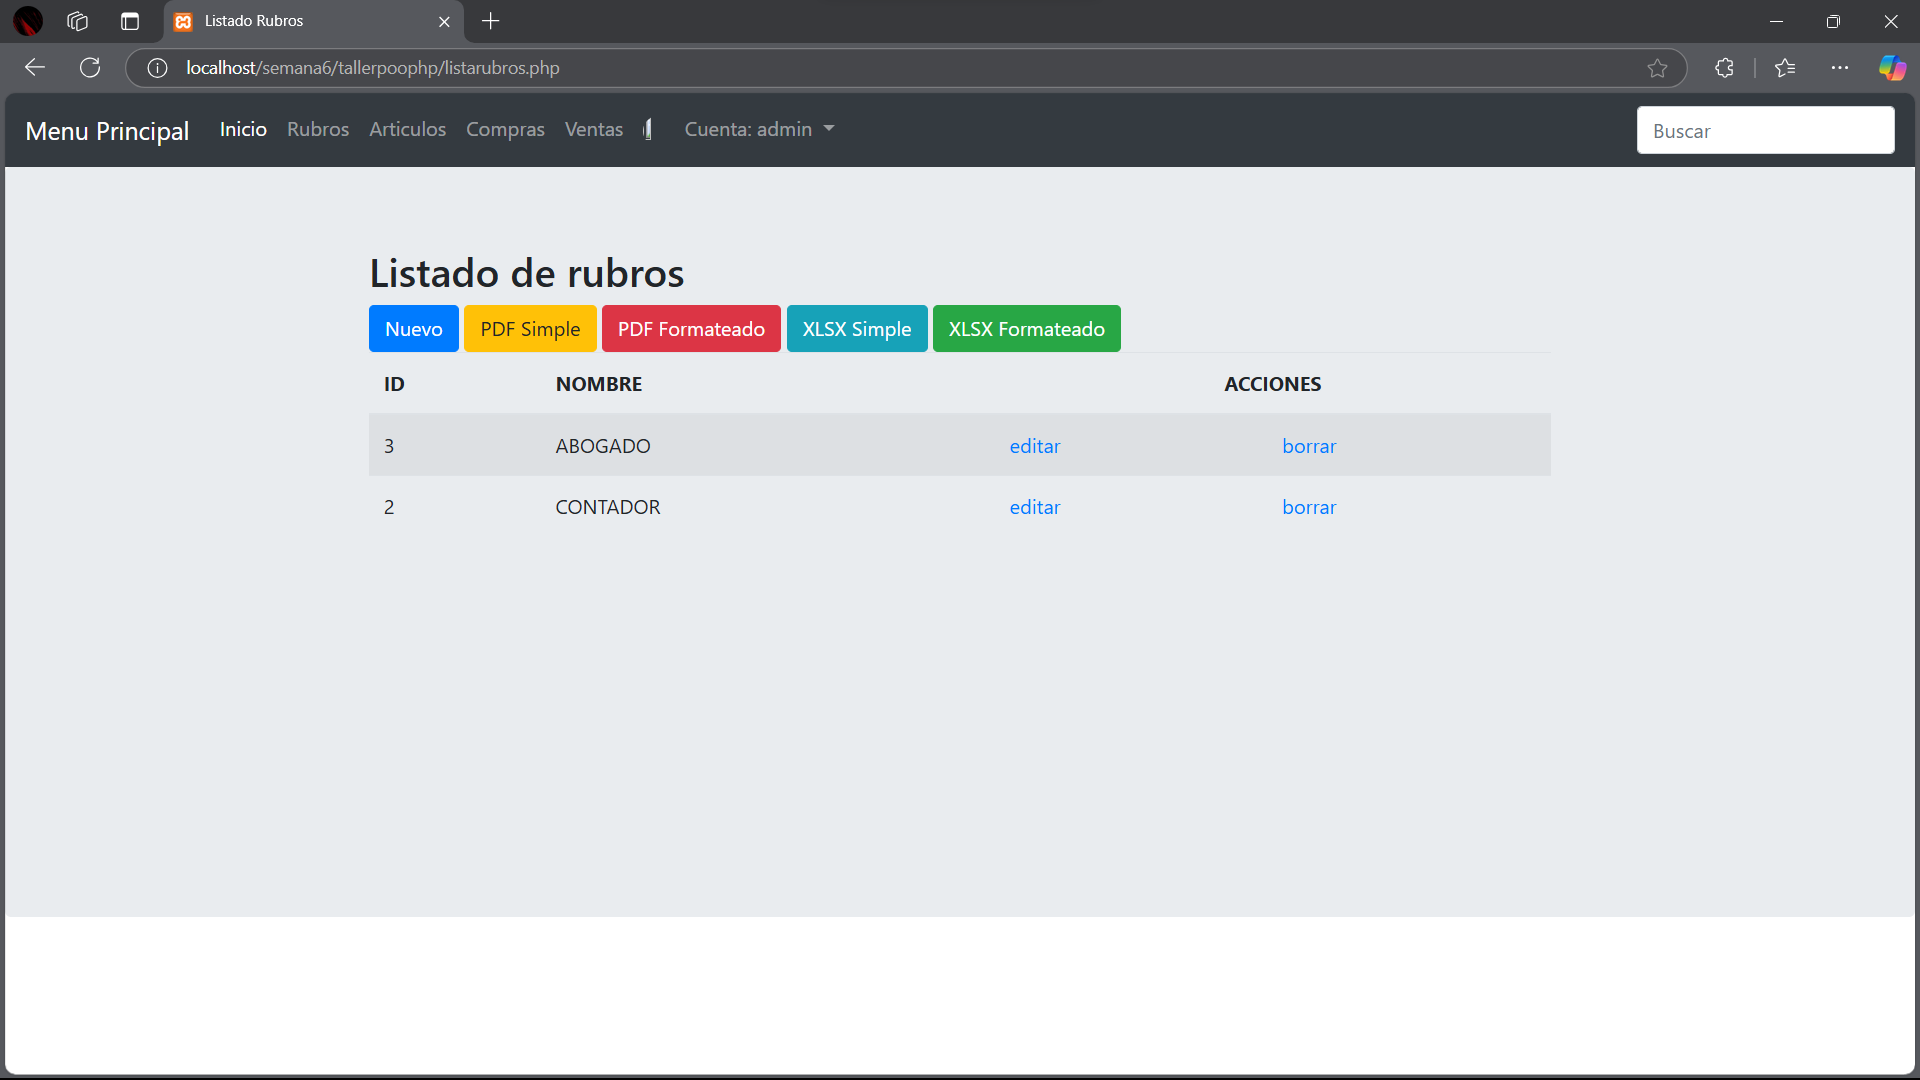 Listado Rubros
localhost/semana6/tallerpoophp/listarubros.php
Menu Principal Inicio Rubros Articulos Compras Ventas Cuenta: admin Buscar
Listado de rubros
Nuevo PDF Simple PDF Formateado XLSX Simple XLSX Formateado
ID NOMBRE ACCIONES
3 ABOGADO editar borrar
2 CONTADOR editar borrar